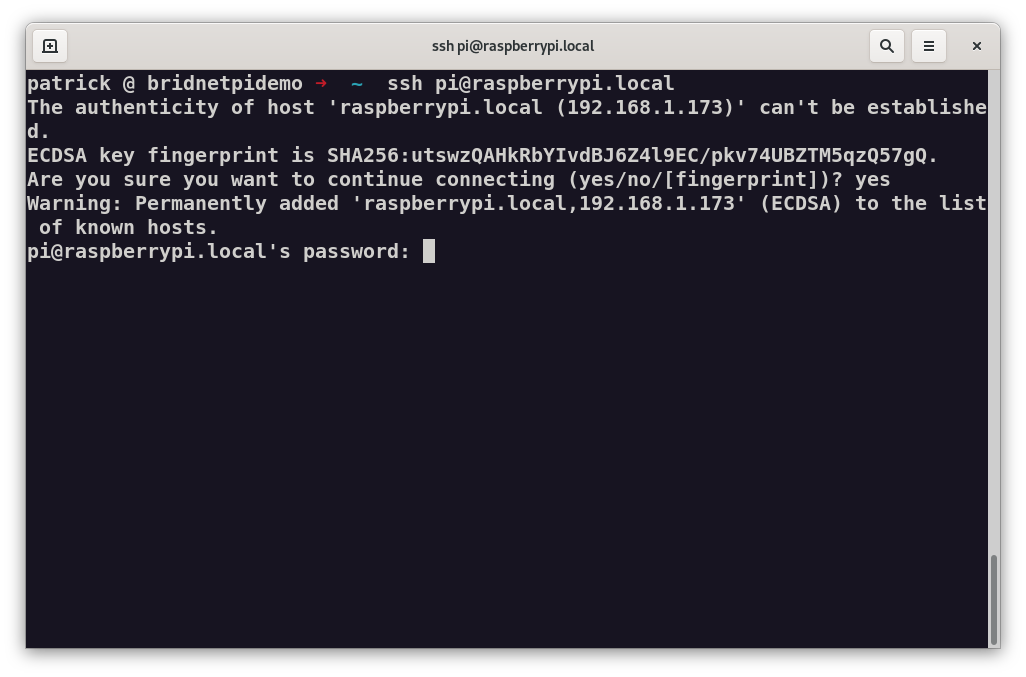 ssh pi@raspberrypi.local
patrick @ bridnetpidemo ➜ ~ ssh pi@raspberrypi.local
The authenticity of host 'raspberrypi.local (192.168.1.173)' can't be establishe
d.
ECDSA key fingerprint is SHA256:utswzQAHkRbYIvdBJ6Z4l9EC/pkv74UBZTM5qzQ57gQ.
Are you sure you want to continue connecting (yes/no/[fingerprint])? yes
Warning: Permanently added 'raspberrypi.local,192.168.1.173' (ECDSA) to the list
 of known hosts.
pi@raspberrypi.local's password: